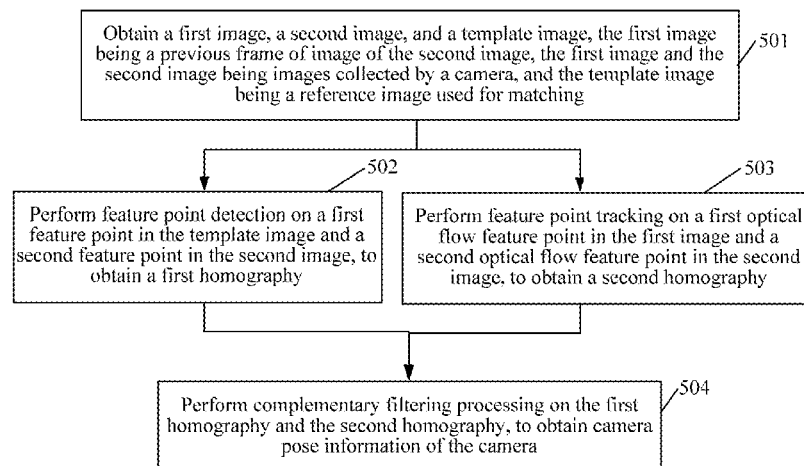 Obtain a first image, a second image, and a template image, the first image
being a previous frame of image of the second image, the first image and the
second image being images collected by a camera, and the template image
being a reference image used for matching
501
502
503
Perform feature point detection on a first
feature point in the template image and a
second feature point in the second image, to
obtain a first homography
Perform feature point tracking on a first optical
flow feature point in the first image and a
second optical flow feature point in the second
image, to obtain a second homography
504
Perform complementary filtering processing on the first
homography and the second homography, to obtain camera
pose information of the camera